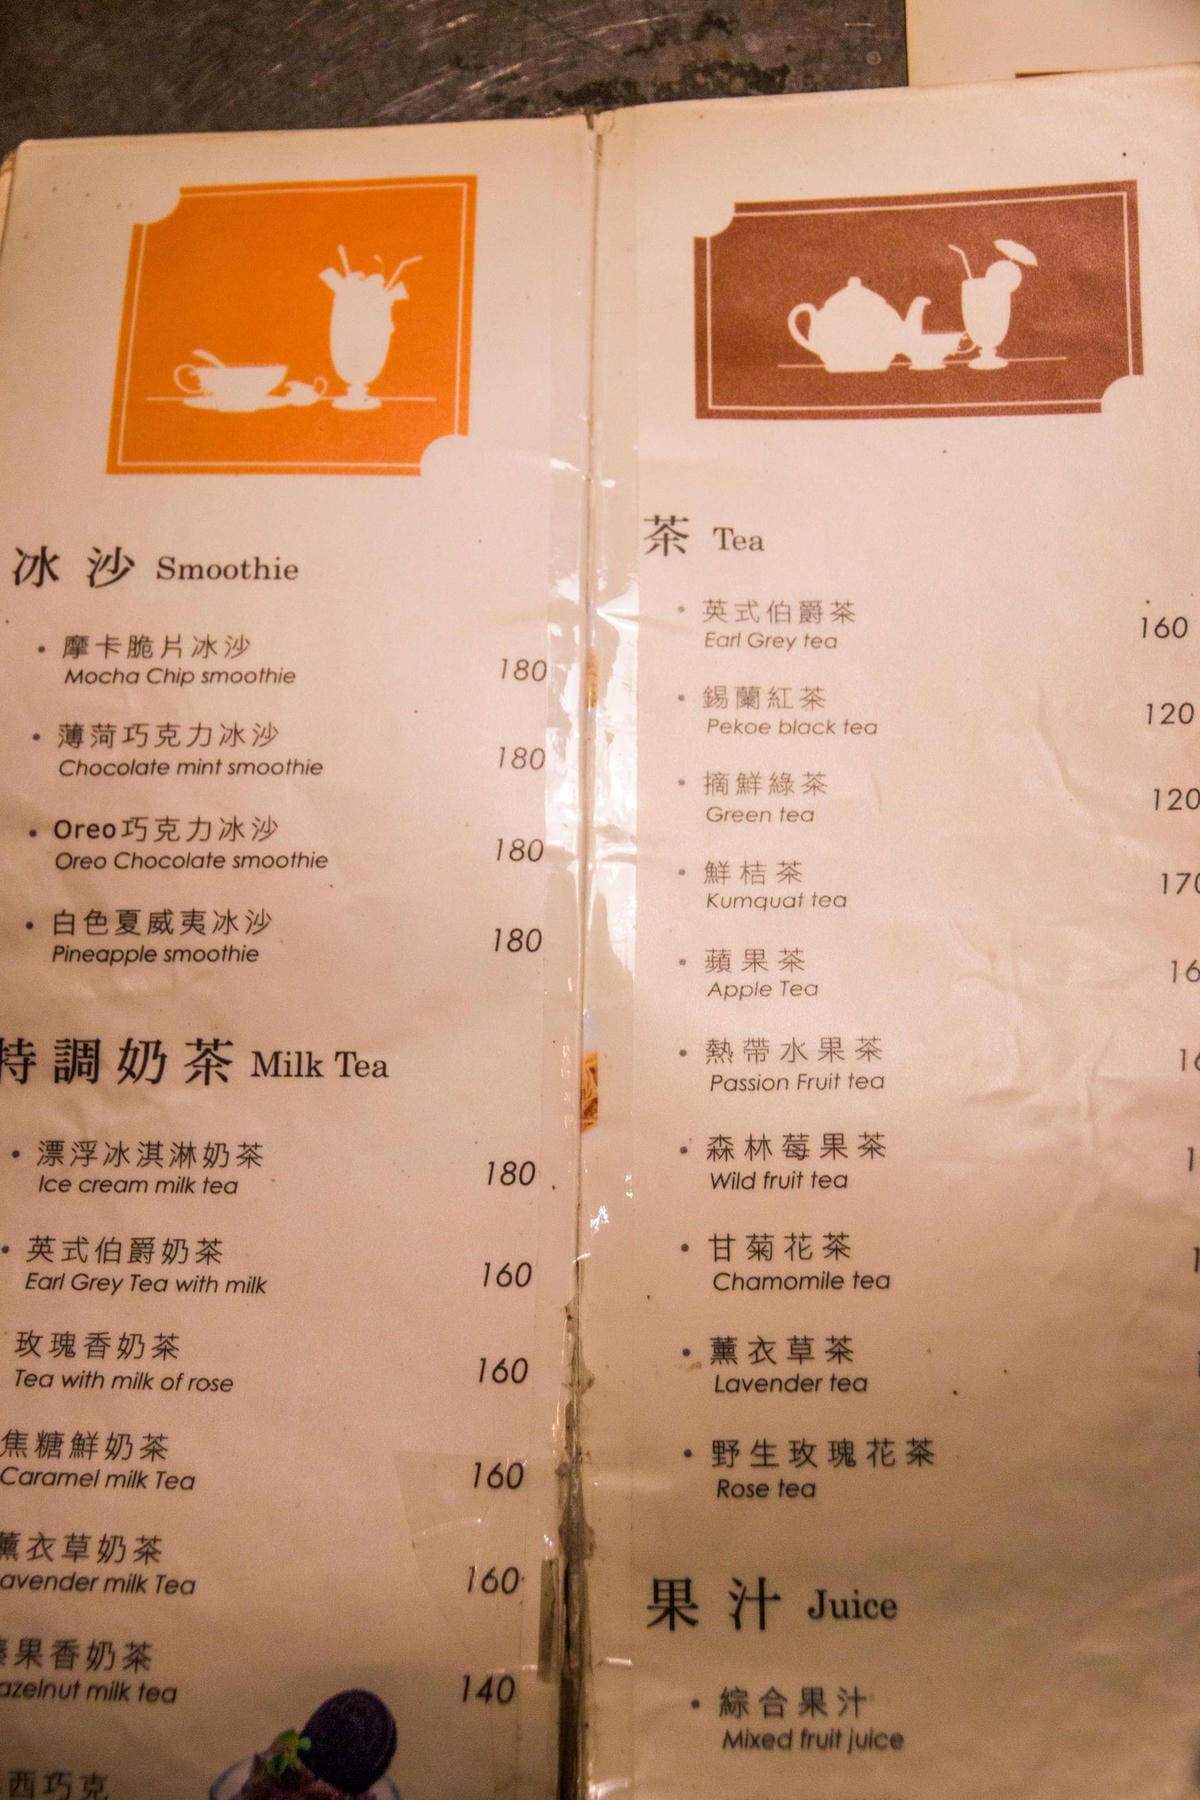 冰沙 Smoothie
摩卡脆片冰沙
Mocha Chip smoothie 180
薄荷巧克力冰沙
Chocolate mint smoothie 180
Oreo巧克力冰沙
Oreo Chocolate smoothie 180
白色夏威夷冰沙
Pineapple smoothie 180
特調奶茶 Milk Tea
漂浮冰淇淋奶茶
Ice cream milk tea 180
英式伯爵奶茶
Earl Grey Tea with milk 160
玫瑰香奶茶
Tea with milk of rose 160
焦糖鮮奶茶
Caramel milk Tea 160
薰衣草奶茶
avender milk Tea 160
榛果香奶茶
azelnut milk tea 140
西巧克
茶 Tea
英式伯爵茶
Earl Grey tea 160
錫蘭紅茶
Pekoe black tea 120
摘鮮綠茶
Green tea 120
鮮桔茶
Kumquat tea 170
蘋果茶
Apple Tea 16
熱帶水果茶
Passion Fruit tea 16
森林莓果茶
Wild fruit tea 1
甘菊花茶
Chamomile tea 1
薰衣草茶
Lavender tea
野生玫瑰花茶
Rose tea
果汁 Juice
綜合果汁
Mixed fruit juice